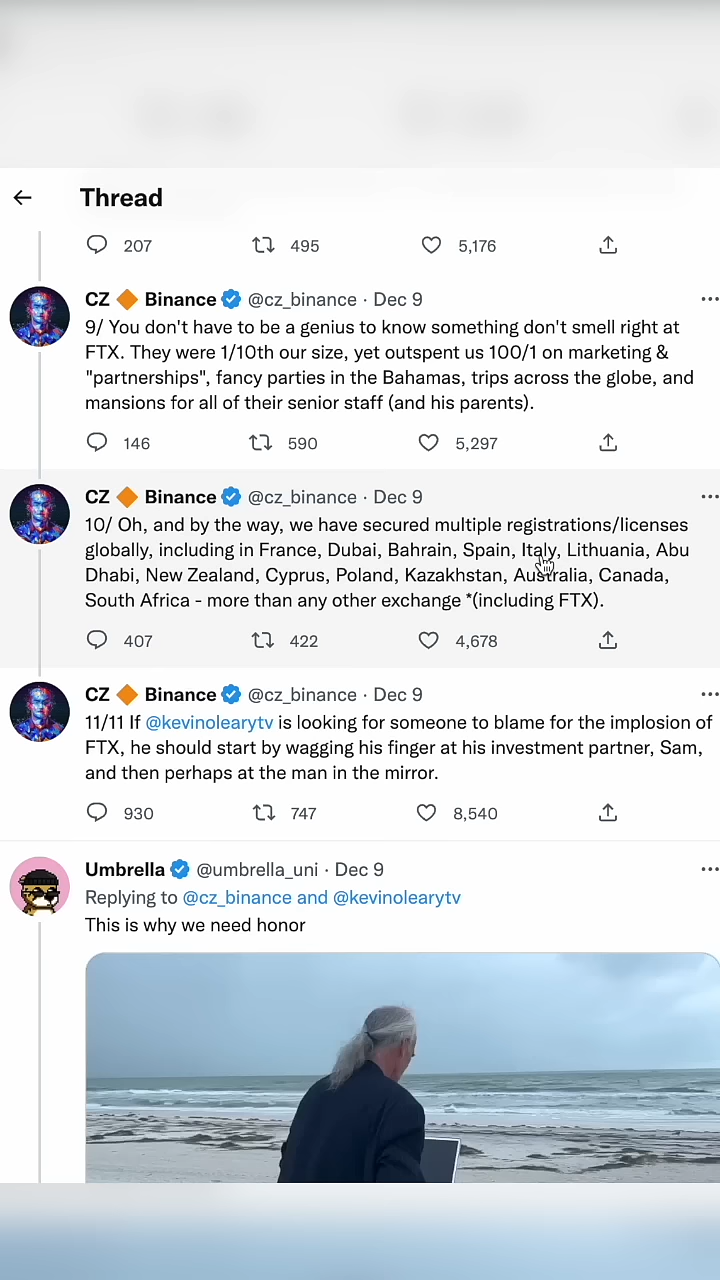 Thread
207 495 5,176
CZ 🔶 Binance @cz_binance · Dec 9
9/ You don't have to be a genius to know something don't smell right at
FTX. They were 1/10th our size, yet outspent us 100/1 on marketing &
"partnerships", fancy parties in the Bahamas, trips across the globe, and
mansions for all of their senior staff (and his parents).
146 590 5,297
CZ 🔶 Binance @cz_binance · Dec 9
10/ Oh, and by the way, we have secured multiple registrations/licenses
globally, including in France, Dubai, Bahrain, Spain, Italy, Lithuania, Abu
Dhabi, New Zealand, Cyprus, Poland, Kazakhstan, Australia, Canada,
South Africa - more than any other exchange *(including FTX).
407 422 4,678
CZ 🔶 Binance @cz_binance · Dec 9
11/11 If @kevinolearytv is looking for someone to blame for the implosion of
FTX, he should start by wagging his finger at his investment partner, Sam,
and then perhaps at the man in the mirror.
930 747 8,540
Umbrella @umbrella_uni · Dec 9
Replying to @cz_binance and @kevinolearytv
This is why we need honor